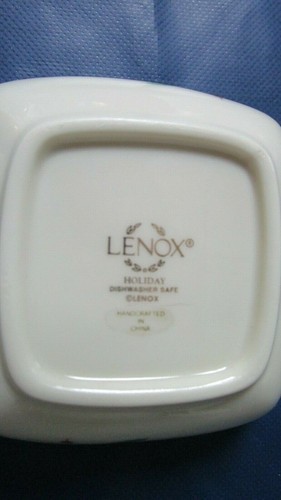 LENOX®
HOLIDAY
DISHWASHER SAFE
©LENOX
HANDCRAFTED
IN
CHINA